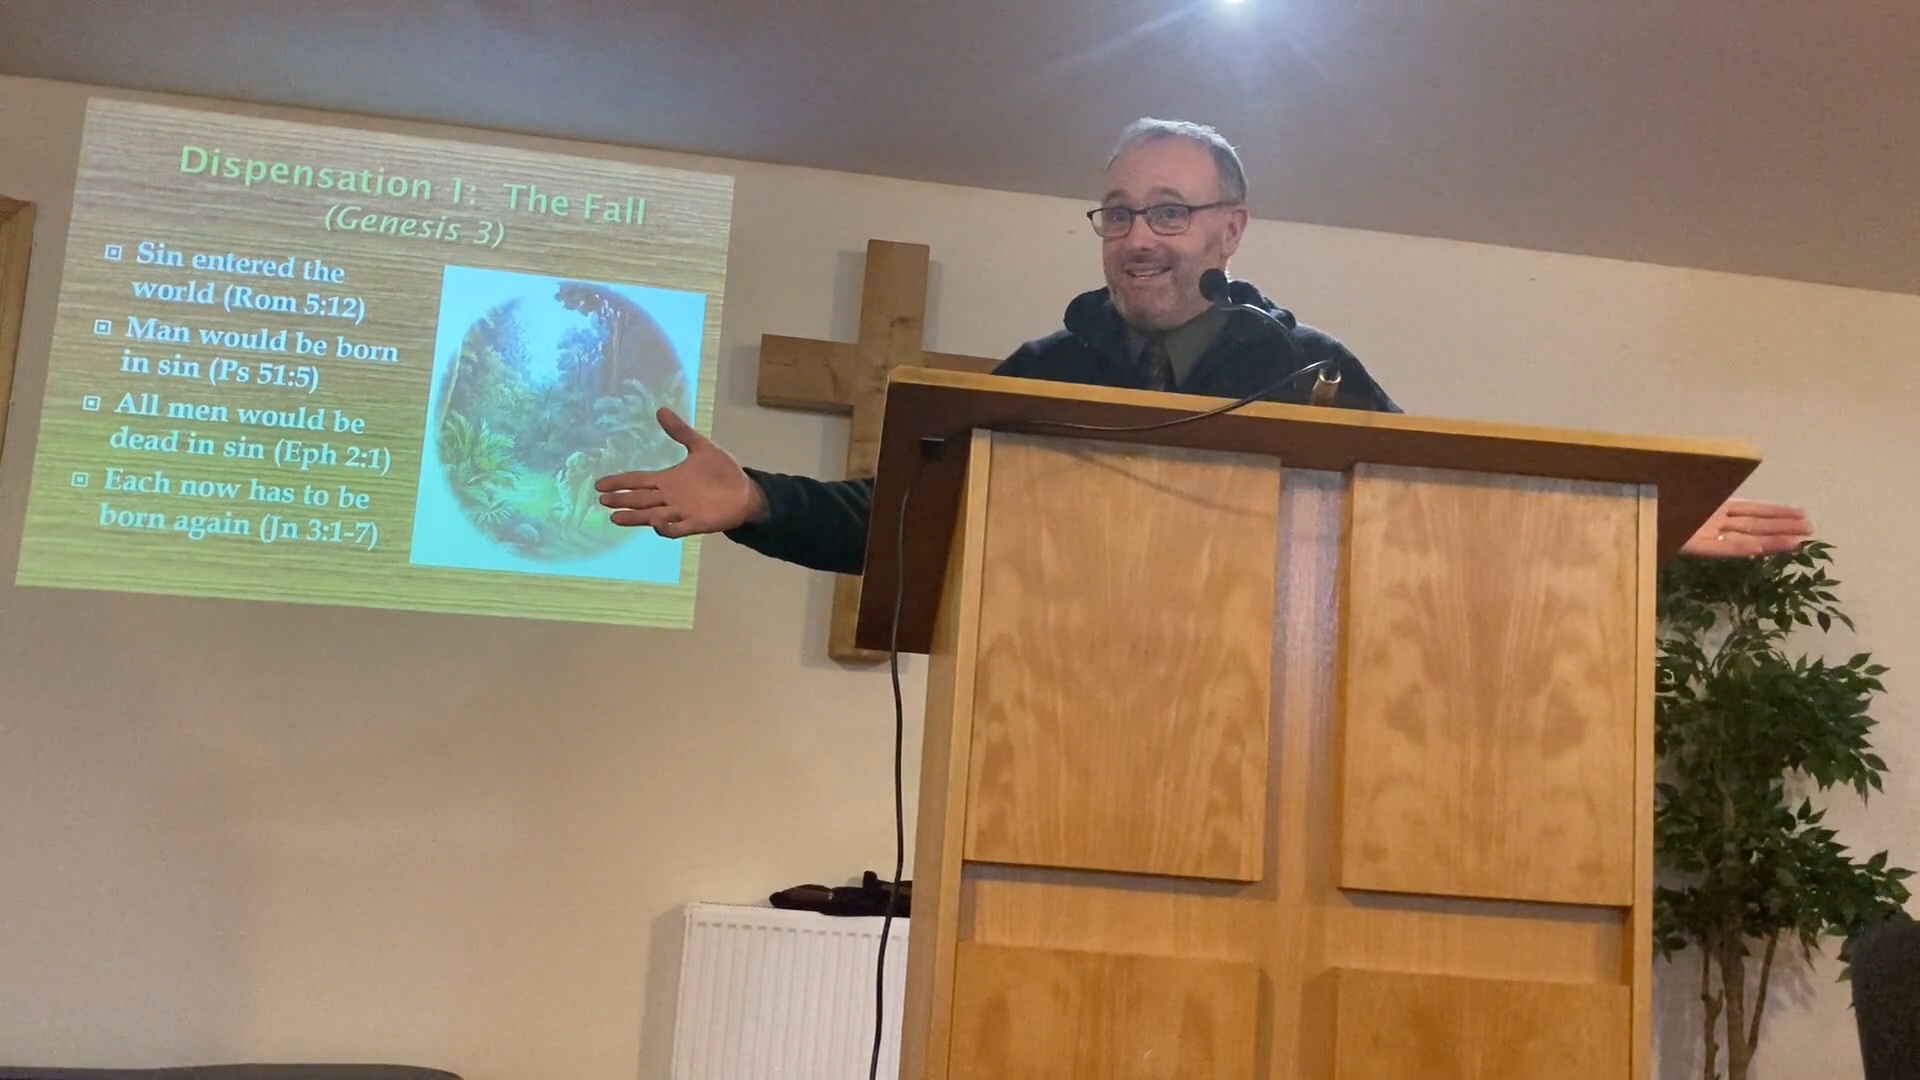 Dispensation 1: The Fall
(Genesis 3)
Sin entered the
world (Rom 5:12)
Man would be born
in sin (Ps 51:5)
All men would be
dead in sin (Eph 2:1)
Each now has to be
born again (Jn 3:1-7)